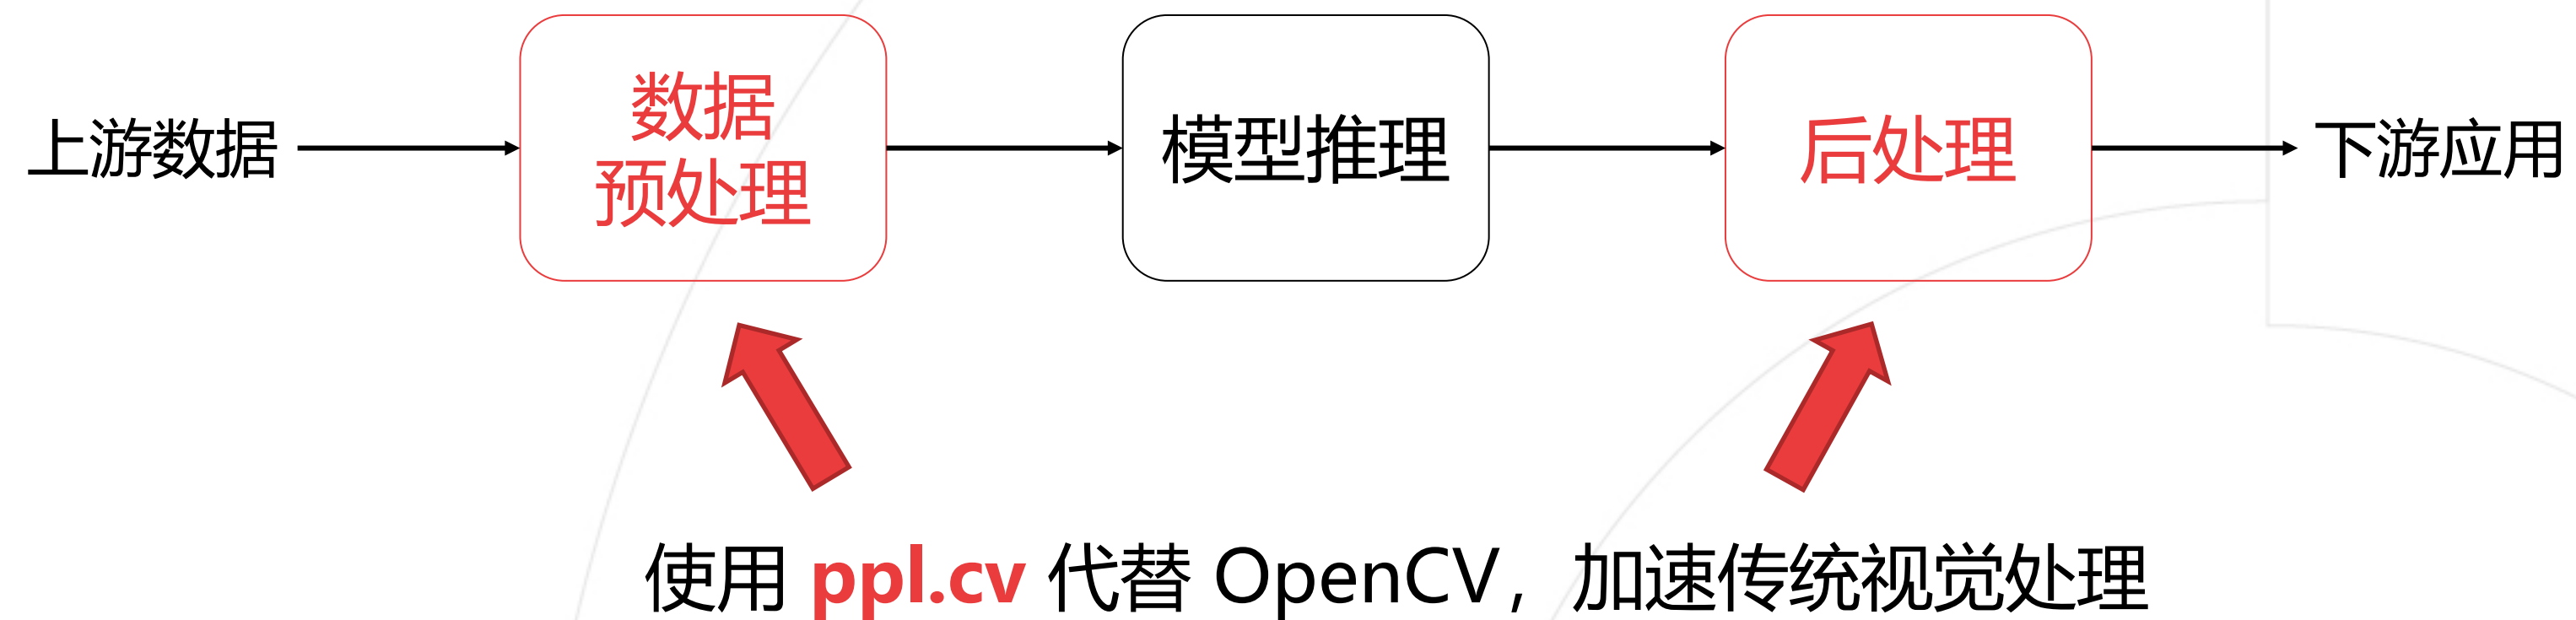 上游数据
数据
预处理
模型推理
后处理
下游应用
使用 ppl.cv 代替 OpenCV，加速传统视觉处理